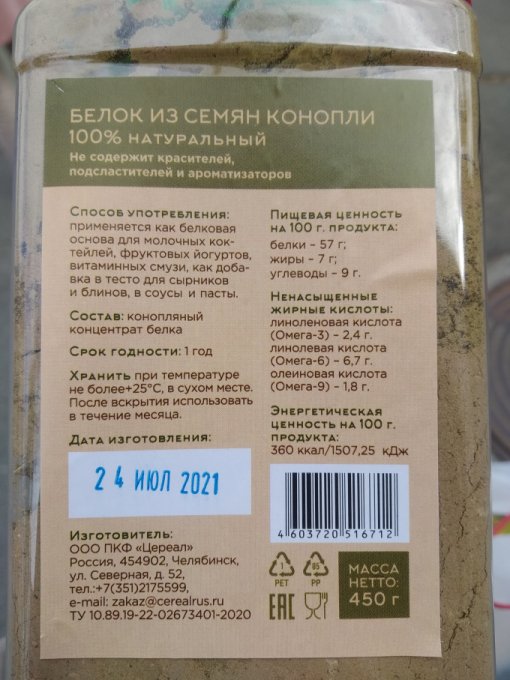 БЕЛОК ИЗ СЕМЯН КОНОПЛИ
100% НАТУРАЛЬНЫЙ
Не содержит красителей,
подсластителей и ароматизаторов
Способ употребления:
применяется как белковая
основа для молочных кок-
тейлей, фруктовых йогуртов,
витаминных смузи, как доба-
вка в тесто для сырников
и блинов, в соусы и пасты.
Состав: конопляный
концентрат белка
Срок годности: 1 год
Хранить при температуре
не более+25°С, в сухом месте.
После вскрытия использовать
в течение месяца.
Дата изготовления:
24 ИЮЛ 2021
Изготовитель:
ООО ПКФ «Цереал»
Россия, 454902, Челябинск,
ул. Северная, д. 52,
тел.:+7(351)2175599,
e-mail: zakaz@cerealrus.ru
ТУ 10.89.19-22-02673401-2020
Пищевая ценность
на 100 г. продукта:
белки – 57 г;
жиры – 7 г;
углеводы – 9 г.
Ненасыщенные
жирные кислоты:
линоленовая кислота
(Омега-3) – 2,4 г.
линолевая кислота
(Омега-6) – 6,7 г.
олеиновая кислота
(Омега-9) – 1,8 г.
Энергетическая
ценность на 100 г.
продукта:
360 ккал/1507,25 кДж
4 603720 516712
1 05
PET PP
EAC
МАССА
НЕТТО:
450 г